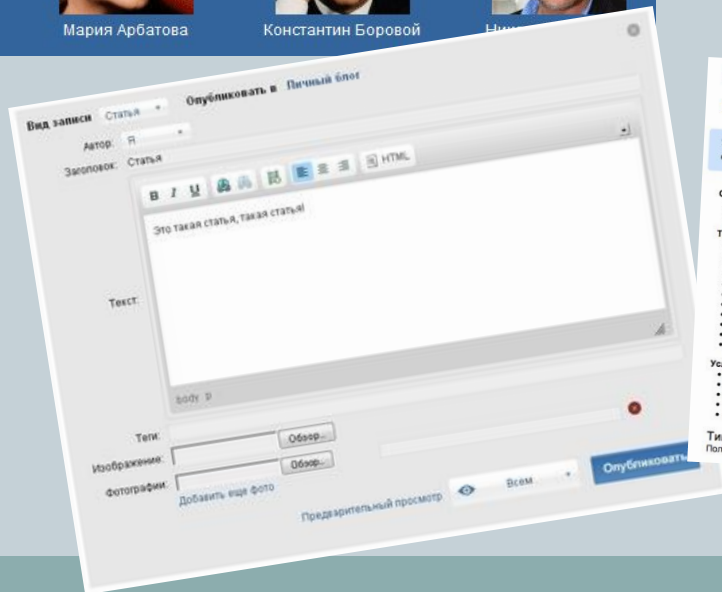 Мария Арбатова
Константин Боровой
Вид записи Статья Опубликовать в Личный блог
Автор: Я
Заголовок: Статья
B I U HTML
Это такая статья, такая статья!
Текст:
body p
Теги:
Изображение: Обзор...
Фотографии: Обзор...
Добавить еще фото
Предварительный просмотр Всем Опубликовать